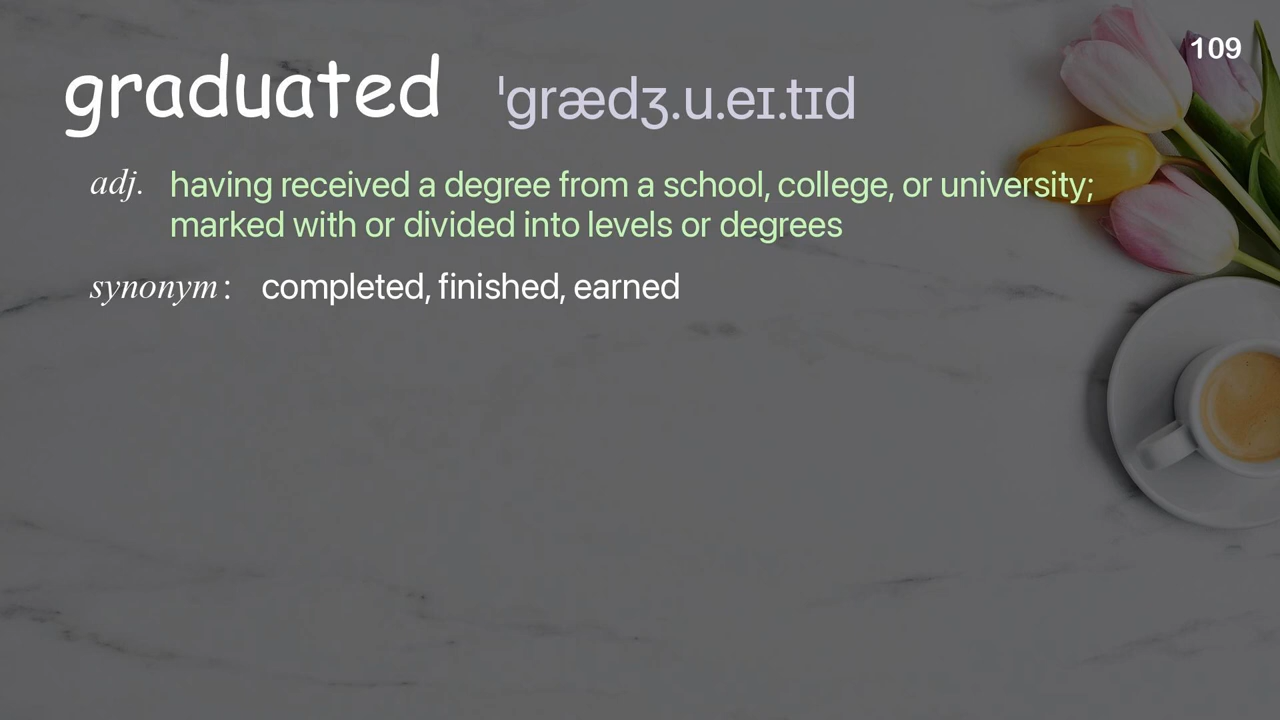 109
graduated ˈɡrædʒ.u.eɪ.tɪd
adj. having received a degree from a school, college, or university;
marked with or divided into levels or degrees
synonym: completed, finished, earned